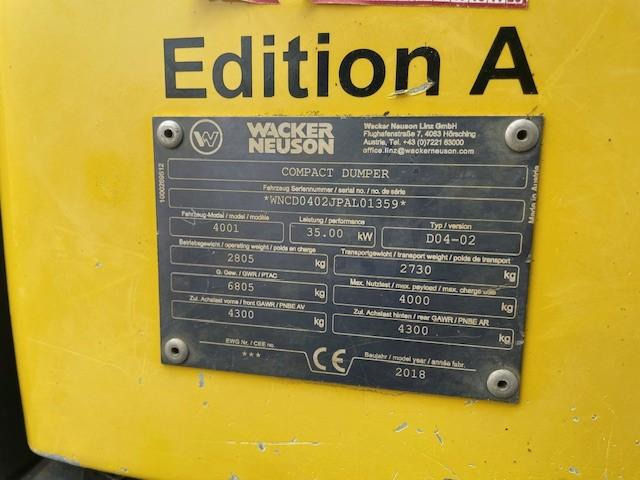 Edition A
WACKER
NEUSON
Wacker Neuson Linz GmbH
Flughafenstraße 7, 4063 Hörsching
Austria, Tel. +43 (0)7221 63000
office.linz@wackerneuson.com
COMPACT DUMPER
Fahrzeug Seriennummer / serial no. / no. de série
*WNCD0402JPAL01359*
Fahrzeug-Model / model / modèle
4001
Leistung / performance
35.00 kW
Typ / version
D04-02
Betriebsgewicht / operating weight / poids en charge
2805 kg
Transportgewicht / transport weight / poids de transport
2730 kg
G. Gew. / GWR / PTAC
6805 kg
Max. Nutzlast / max. payload / max. charge utile
4000 kg
Zul. Achslast vorne / front GAWR / PNBE AV
4300 kg
Zul. Achslast hinten / rear GAWR / PNBE AR
4300 kg
EWG Nr. / CEE no.
***
CE
Baujahr / model year / année fabr.
2018
1000269512
Made in Austria